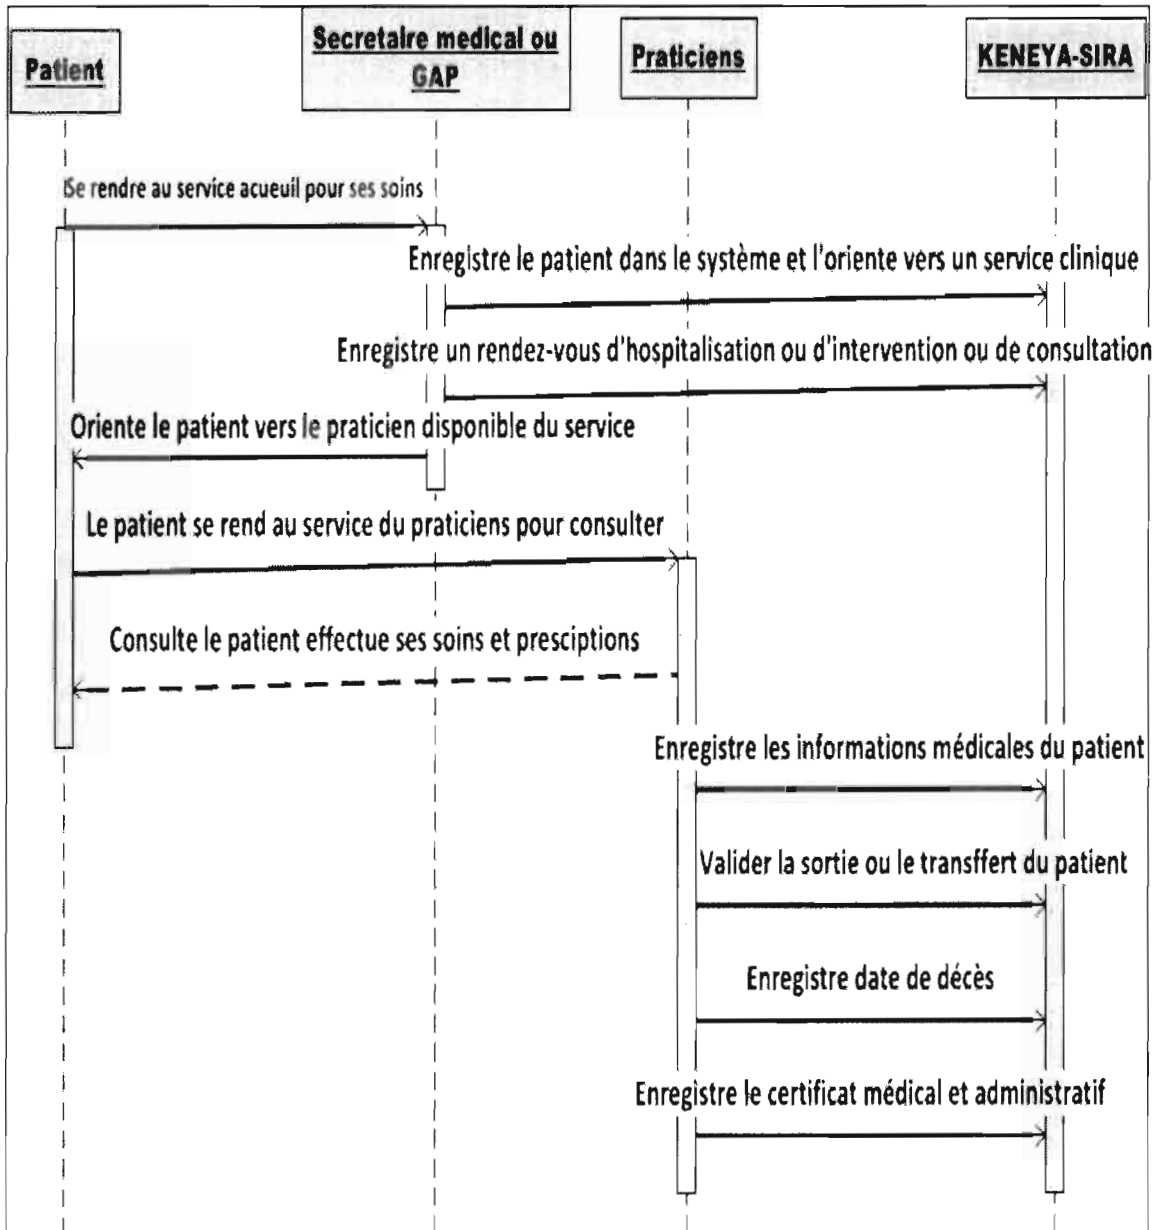 Patient
Secretaire medical ou
GAP
Praticiens
KENEYA-SIRA
Se rendre au service acueuil pour ses soins
Enregistre le patient dans le système et l'oriente vers un service clinique
Enregistre un rendez-vous d'hospitalisation ou d'intervention ou de consultation
Oriente le patient vers le praticien disponible du service
Le patient se rend au service du praticiens pour consulter
Consulte le patient effectue ses soins et presciptions
Enregistre les informations médicales du patient
Valider la sortie ou le transffert du patient
Enregistre date de décès
Enregistre le certificat médical et administratif